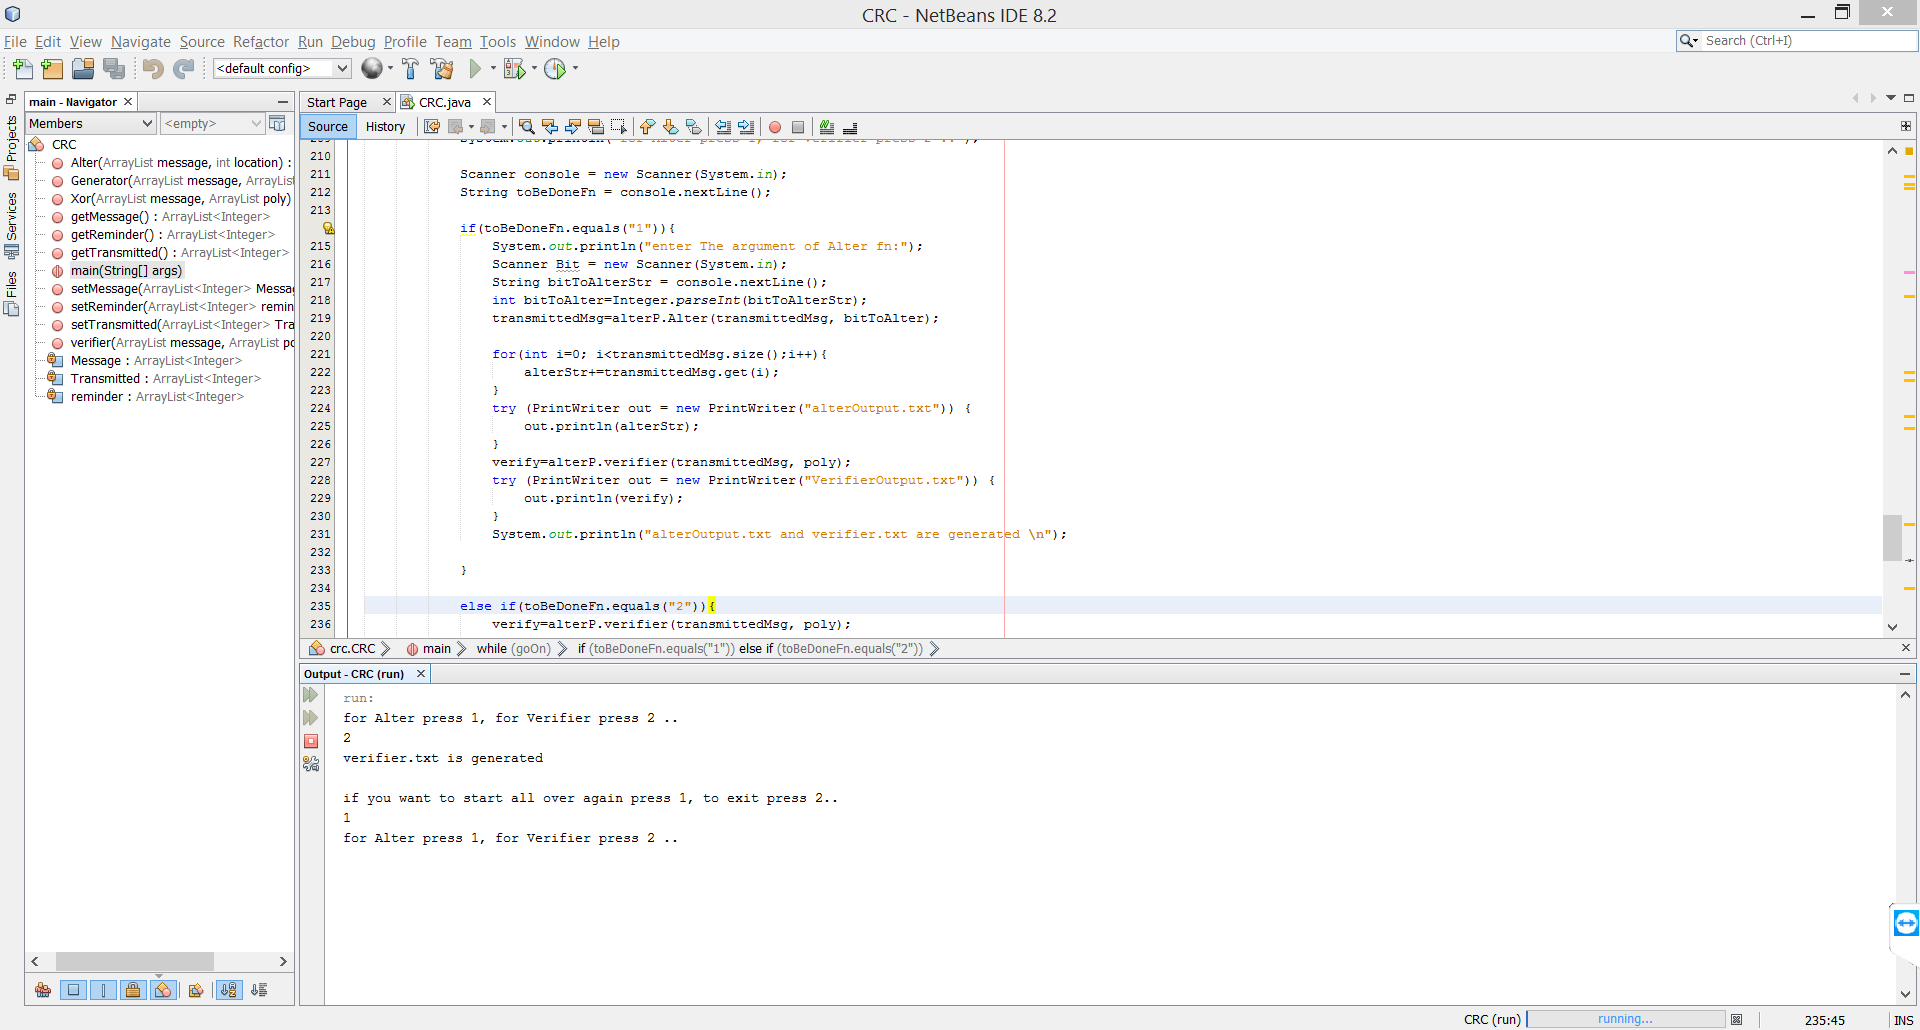 CRC - NetBeans IDE 8.2
File Edit View Navigate Source Refactor Run Debug Profile Team Tools Window Help
Search (Ctrl+I)
<default config>
main - Navigator
Start Page
CRC.java
Members
<empty>
Source
History
Projects
Services
Files
CRC
Alter(ArrayList message, int location) :
Generator(ArrayList message, ArrayList
Xor(ArrayList message, ArrayList poly)
getMessage() : ArrayList<Integer>
getReminder() : ArrayList<Integer>
getTransmitted() : ArrayList<Integer>
main(String[] args)
setMessage(ArrayList<Integer> Messa
setReminder(ArrayList<Integer> remin
setTransmitted(ArrayList<Integer> Tra
verifier(ArrayList message, ArrayList po
Message : ArrayList<Integer>
Transmitted : ArrayList<Integer>
reminder : ArrayList<Integer>
209 System.out.println("for Alter press 1, for Verifier press 2 ..");
210
211 Scanner console = new Scanner(System.in);
212 String toBeDoneFn = console.nextLine();
213
if(toBeDoneFn.equals("1")){
215 System.out.println("enter The argument of Alter fn:");
216 Scanner Bit = new Scanner(System.in);
217 String bitToAlterStr = console.nextLine();
218 int bitToAlter=Integer.parseInt(bitToAlterStr);
219 transmittedMsg=alterP.Alter(transmittedMsg, bitToAlter);
220
221 for(int i=0; i<transmittedMsg.size();i++){
222 alterStr+=transmittedMsg.get(i);
223 }
224 try (PrintWriter out = new PrintWriter("alterOutput.txt")) {
225 out.println(alterStr);
226 }
227 verify=alterP.verifier(transmittedMsg, poly);
228 try (PrintWriter out = new PrintWriter("VerifierOutput.txt")) {
229 out.println(verify);
230 }
231 System.out.println("alterOutput.txt and verifier.txt are generated \n");
232
233 }
234
235 else if(toBeDoneFn.equals("2")){
236 verify=alterP.verifier(transmittedMsg, poly);
crc.CRC main while (goOn) if (toBeDoneFn.equals("1")) else if (toBeDoneFn.equals("2"))
Output - CRC (run)
run:
for Alter press 1, for Verifier press 2 ..
2
verifier.txt is generated
if you want to start all over again press 1, to exit press 2..
1
for Alter press 1, for Verifier press 2 ..
CRC (run)
running...
235:45
INS